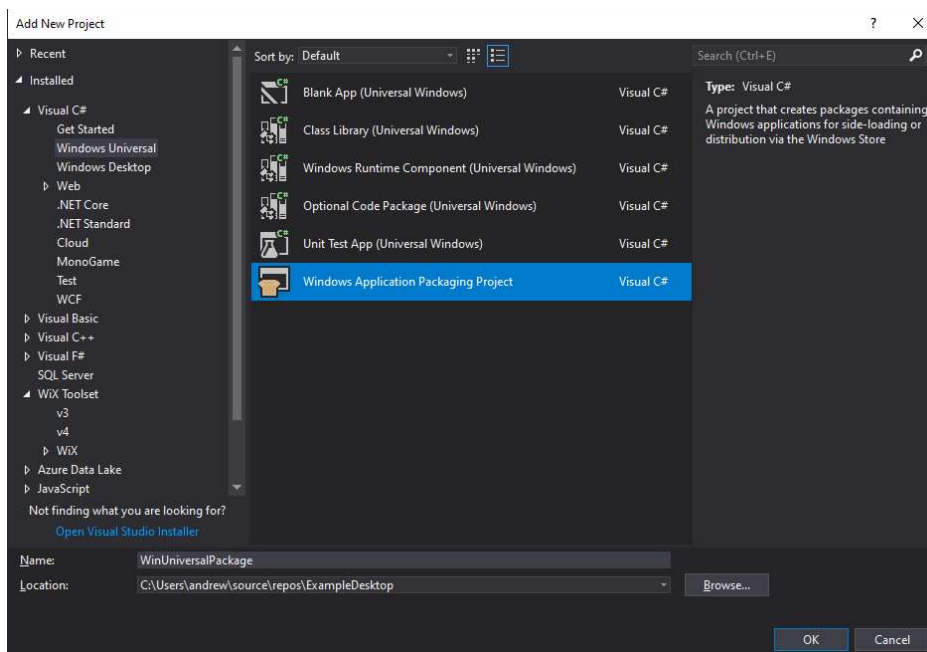 Add New Project
?
Recent
Installed
Visual C#
Get Started
Windows Universal
Windows Desktop
Web
.NET Core
.NET Standard
Cloud
MonoGame
Test
WCF
Visual Basic
Visual C++
Visual F#
SQL Server
WiX Toolset
v3
v4
WiX
Azure Data Lake
JavaScript
Not finding what you are looking for?
Open Visual Studio Installer
Sort by: Default
C# Blank App (Universal Windows) Visual C#
C# Class Library (Universal Windows) Visual C#
C# Windows Runtime Component (Universal Windows) Visual C#
C# Optional Code Package (Universal Windows) Visual C#
C# Unit Test App (Universal Windows) Visual C#
Windows Application Packaging Project Visual C#
Search (Ctrl+E)
Type: Visual C#
A project that creates packages containing
Windows applications for side-loading or
distribution via the Windows Store
Name: WinUniversalPackage
Location: C:\Users\andrew\source\repos\ExampleDesktop
Browse...
OK Cancel